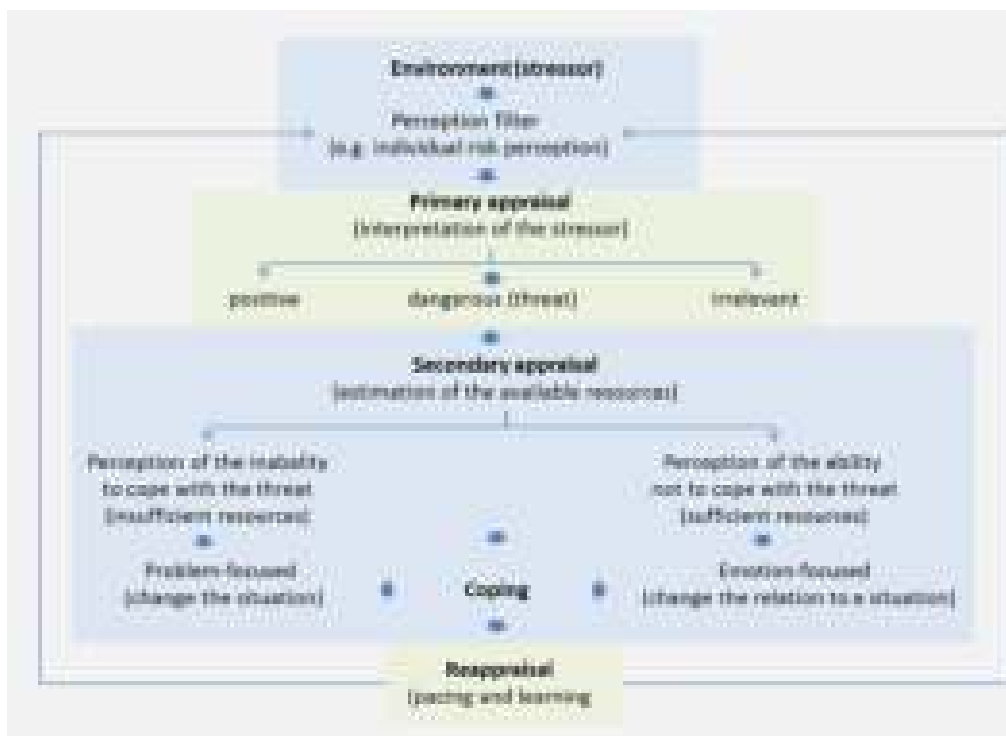 Environment (stressor)
Perception filter
(e.g. individual risk perception)
Primary appraisal
(interpretation of the stressor)
positive dangerous (threat) irrelevant
Secondary appraisal
(estimation of the available resources)
Perception of the inability
to cope with the threat
(insufficient resources)
Perception of the ability
not to cope with the threat
(sufficient resources)
Problem-focused
(change the situation)
Coping
Emotion-focused
(change the relation to a situation)
Reappraisal
(pacing and learning